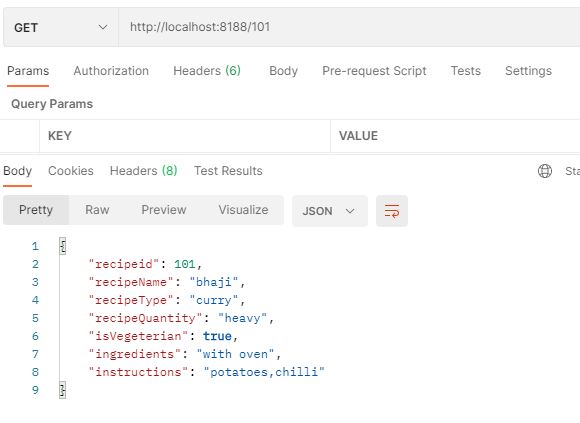 GET http://localhost:8188/101
Params Authorization Headers (6) Body Pre-request Script Tests Settings
Query Params
KEY VALUE
Body Cookies Headers (8) Test Results Sta
Pretty Raw Preview Visualize JSON
1 {
2 "recipeid": 101,
3 "recipeName": "bhaji",
4 "recipeType": "curry",
5 "recipeQuantity": "heavy",
6 "isVegeterian": true,
7 "ingredients": "with oven",
8 "instructions": "potatoes,chilli"
9 }